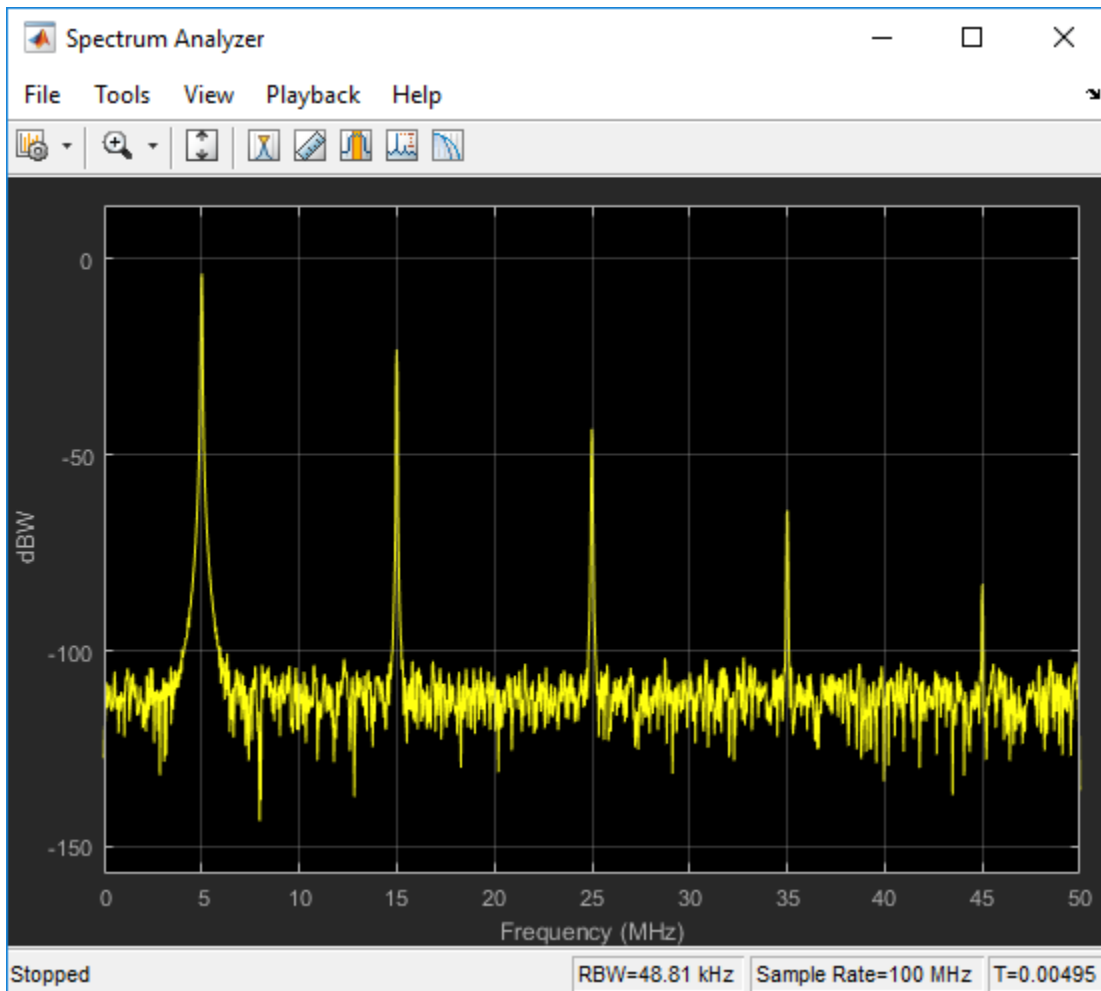 Spectrum Analyzer
File Tools View Playback Help
0
-50
-100
-150
dBW
0 5 10 15 20 25 30 35 40 45 50
Frequency (MHz)
Stopped RBW=48.81 kHz Sample Rate=100 MHz T=0.00495